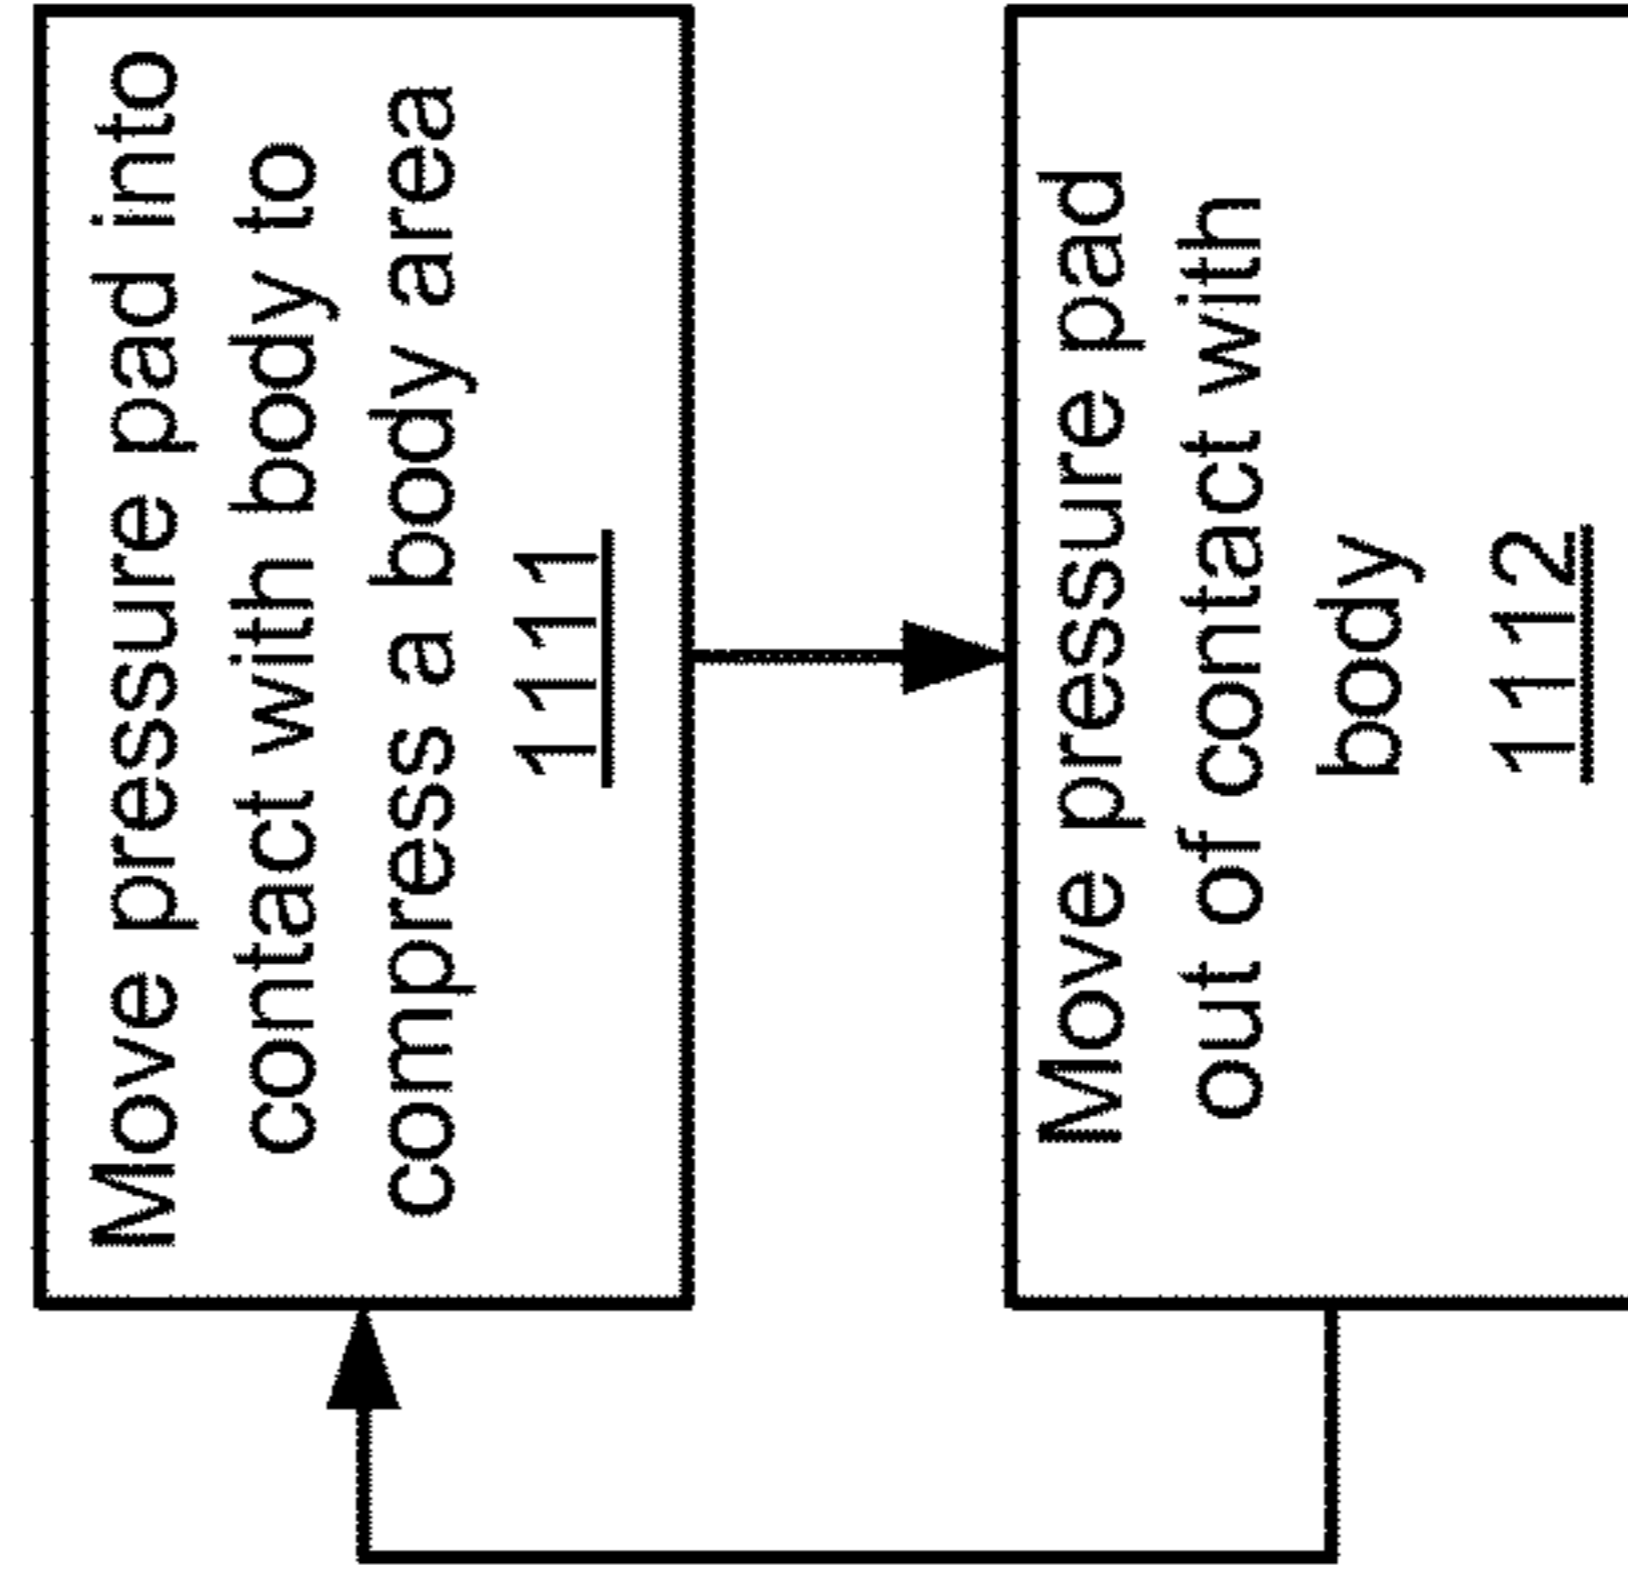 Move pressure pad into
contact with body to
compress a body area
1111
Move pressure pad
out of contact with
body
1112